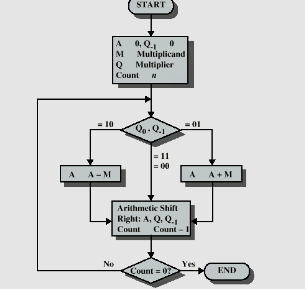 START
A 0, Q-1 0
M Multiplicand
Q Multiplier
Count n
= 10
Q0, Q-1
= 01
= 11
= 00
A A – M
A A + M
Arithmetic Shift
Right: A, Q, Q-1
Count Count – 1
No
Count = 0?
Yes
END